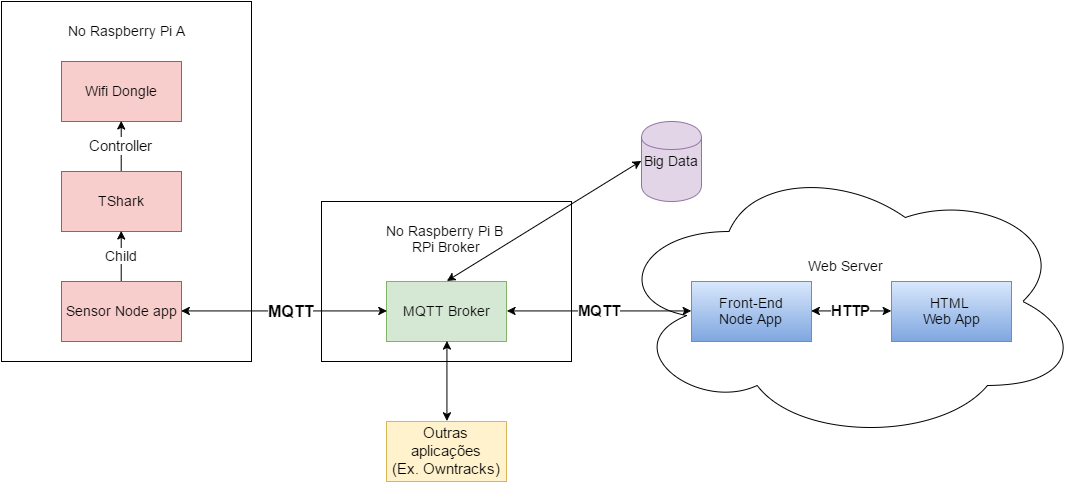 No Raspberry Pi A
Wifi Dongle
Controller
TShark
Child
Sensor Node app
MQTT
No Raspberry Pi B
RPi Broker
MQTT Broker
Outras
aplicações
(Ex. Owntracks)
Big Data
MQTT
Web Server
Front-End
Node App
HTTP
HTML
Web App